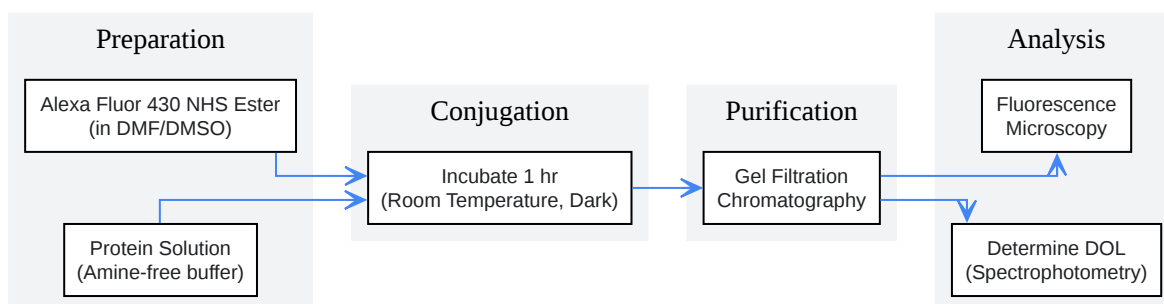 Preparation
Alexa Fluor 430 NHS Ester
(in DMF/DMSO)
Protein Solution
(Amine-free buffer)
Conjugation
Incubate 1 hr
(Room Temperature, Dark)
Purification
Gel Filtration
Chromatography
Analysis
Fluorescence
Microscopy
Determine DOL
(Spectrophotometry)